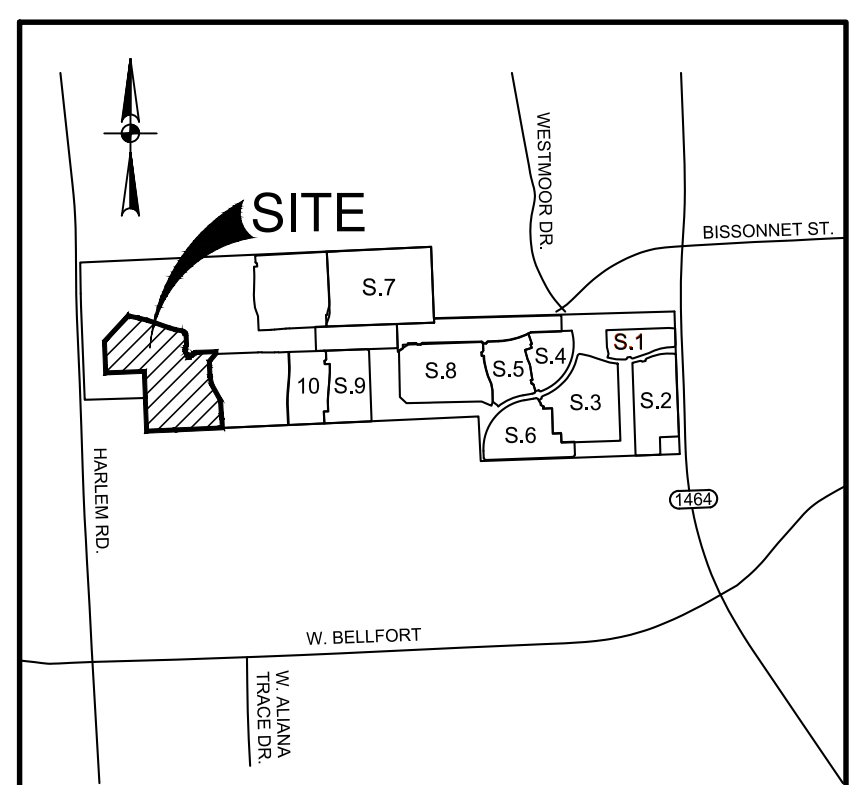 SITE
WESTMOOR DR.
BISSONNET ST.
S.7
S.1
S.4
S.8
S.5
10
S.9
S.3
S.2
S.6
HARLEM RD.
1464
W. BELLFORT
W. ALIANA
TRACE DR.